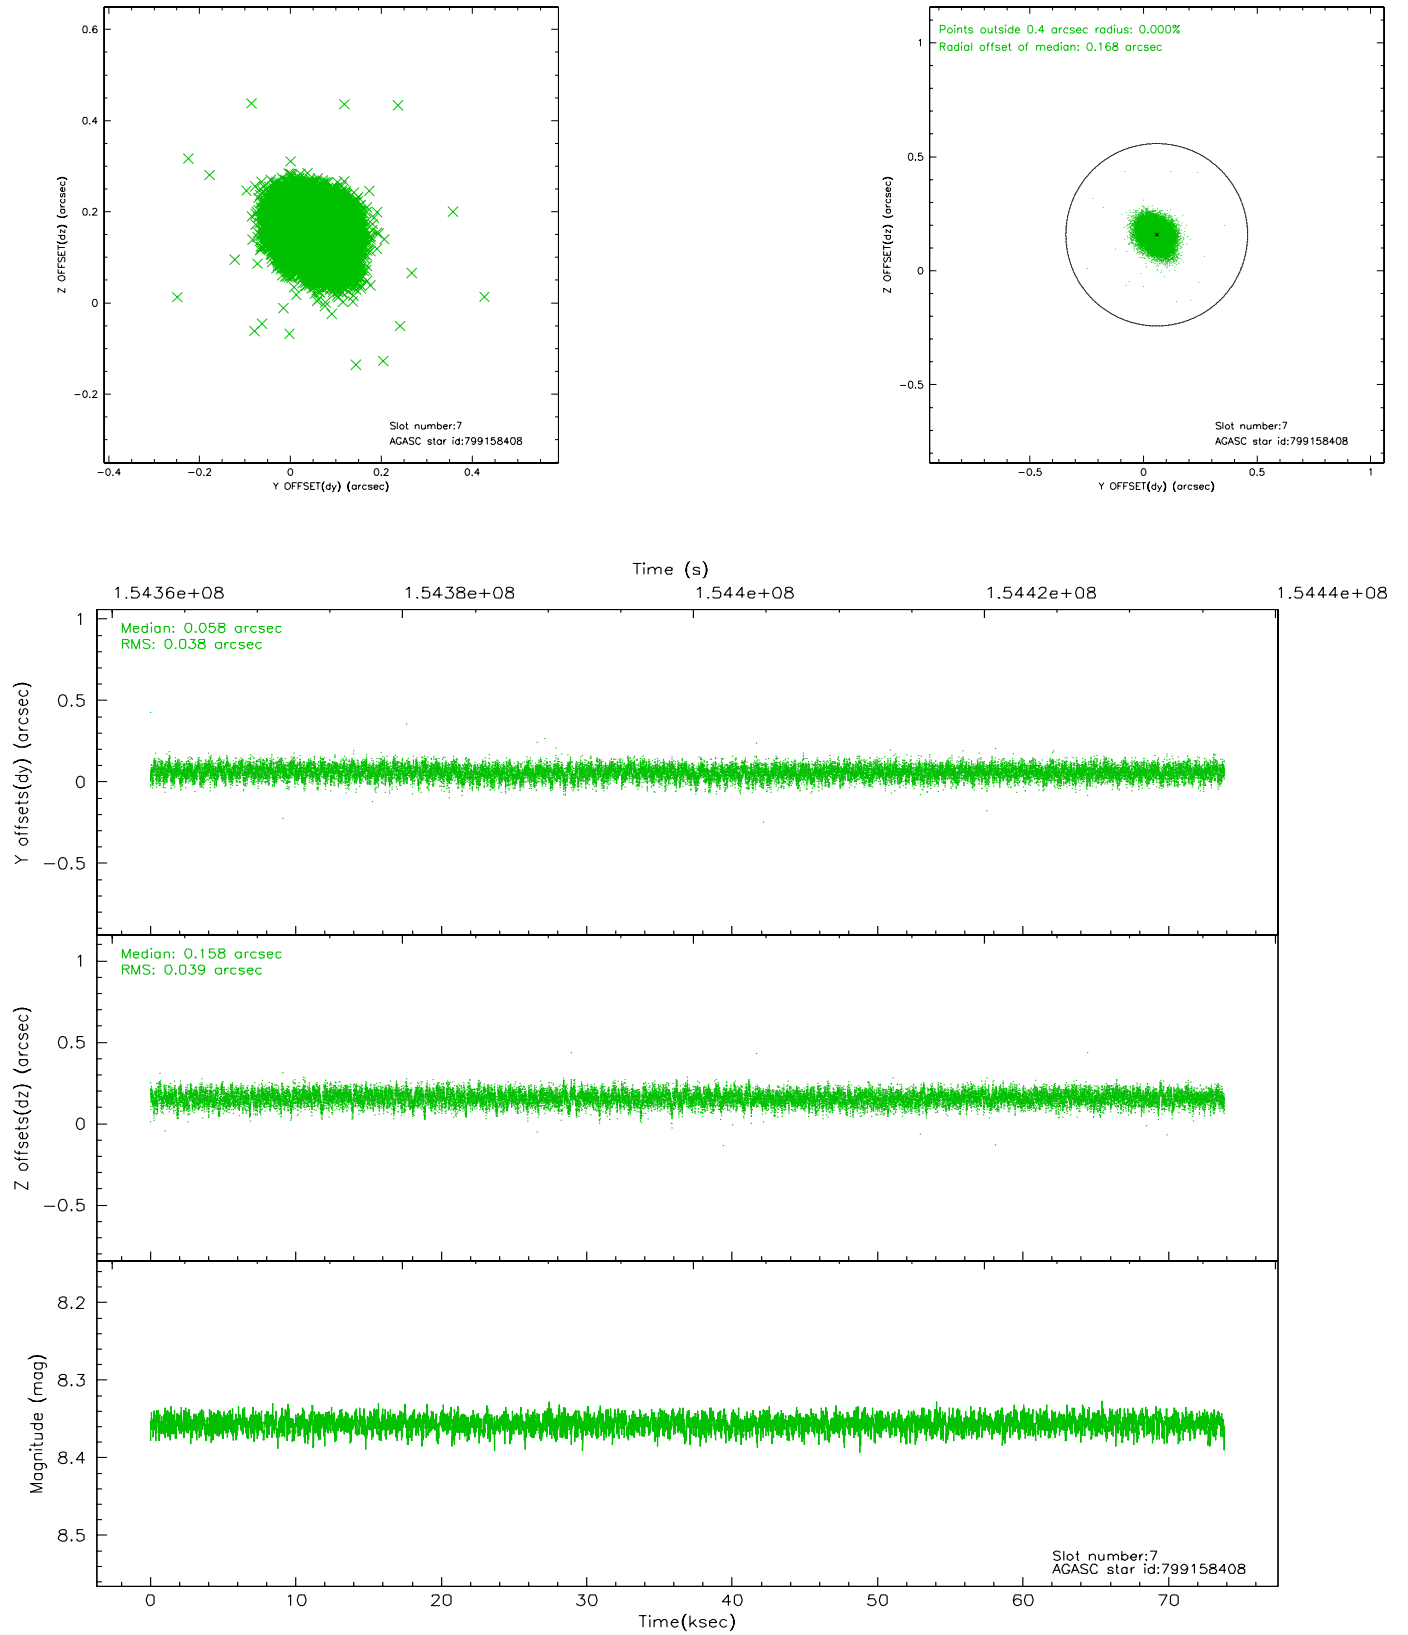 0.6
0.4
0.2
0
−0.2
−0.4
−0.2
0
0.2
0.4
Z OFFSET(dz) (arcsec)
Y OFFSET(dy) (arcsec)
Slot number:7
AGASC star id:799158408
Points outside 0.4 arcsec radius: 0.000%
Radial offset of median: 0.168 arcsec
1
0.5
0
−0.5
−0.5
0
0.5
1
Z OFFSET(dz) (arcsec)
Y OFFSET(dy) (arcsec)
Slot number:7
AGASC star id:799158408
Time (s)
1.5436e+08
1.5438e+08
1.544e+08
1.5442e+08
1.5444e+08
Median: 0.058 arcsec
RMS: 0.038 arcsec
1
0.5
0
−0.5
Y offsets(dy) (arcsec)
Median: 0.158 arcsec
RMS: 0.039 arcsec
1
0.5
0
−0.5
Z offsets(dz) (arcsec)
8.2
8.3
8.4
8.5
Magnitude (mag)
Slot number:7
AGASC star id:799158408
0
10
20
30
40
50
60
70
Time(ksec)